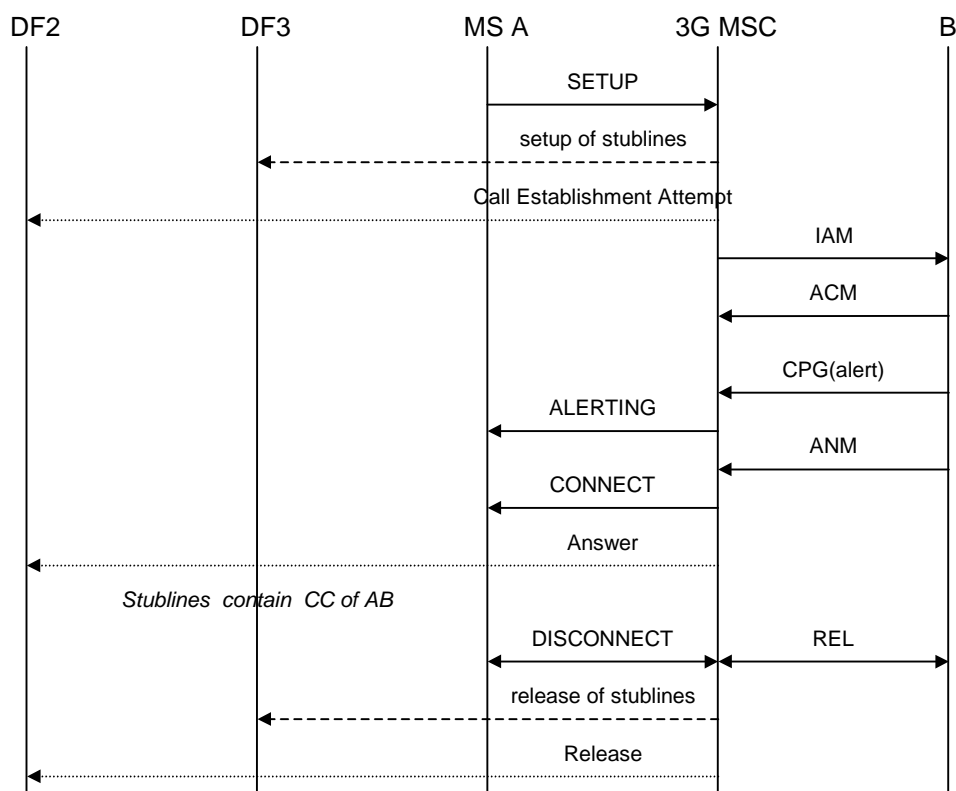 DF2 DF3 MS A 3G MSC B
SETUP
setup of stublines
Call Establishment Attempt
IAM
ACM
CPG(alert)
ALERTING
ANM
CONNECT
Answer
Stublines contain CC of AB
DISCONNECT REL
release of stublines
Release